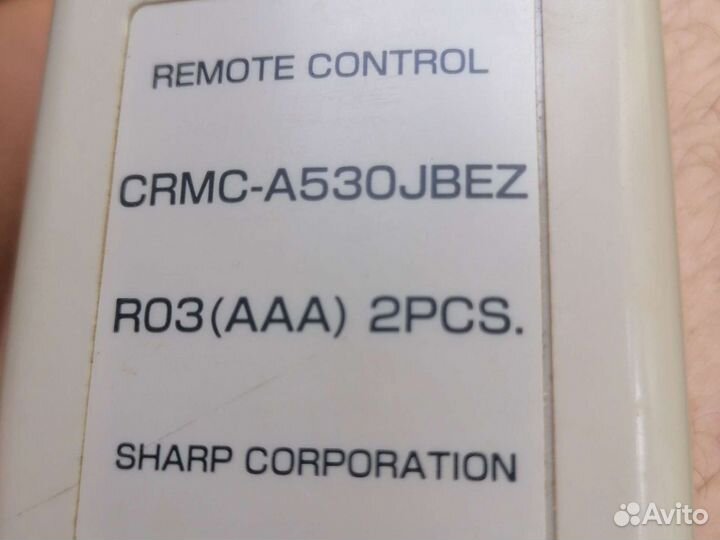 REMOTE CONTROL
CRMC-A530JBEZ
R03(AAA) 2PCS.
SHARP CORPORATION
Avito